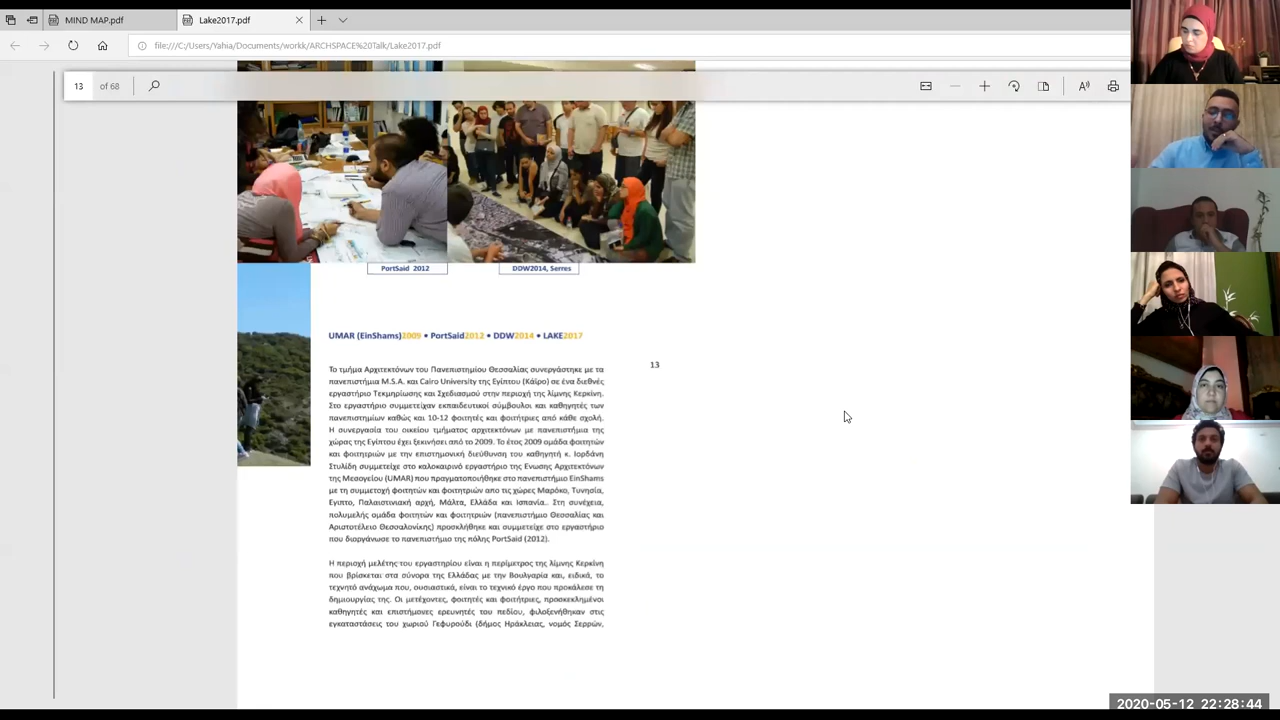 MIND MAP.pdf
Lake2017.pdf
file:///C:/Users/Yahia/Documents/workk/ARCHSPACE%20Talk/Lake2017.pdf
13 of 68
PortSaid 2012
DDW2014, Serres
UMAR (EinShams)2009 • PortSaid2012 • DDW2014 • LAKE2017
13
Το τμήμα Αρχιτεκτόνων του Πανεπιστημίου Θεσσαλίας συνεργάστηκε με τα
πανεπιστήμια M.S.A. και Cairo University της Εγίπτου (Κάϊρο) σε ένα διεθνές
εργαστήριο Τεκμηρίωσης και Σχεδιασμού στην περιοχή της λίμνης Κερκίνη.
Στο εργαστήριο συμμετείχαν εκπαιδευτικοί σύμβουλοι και καθηγητές των
πανεπιστημίων καθώς και 10-12 φοιτητές και φοιτήτριες από κάθε σχολή.
Η συνεργασία του οικείου τμήματος αρχιτεκτόνων με πανεπιστήμια της
χώρας της Εγίπτου έχει ξεκινήσει από το 2009. Το έτος 2009 ομάδα φοιτητών
και φοιτητριών με την επιστημονική διεύθυνση του καθηγητή κ. Ιορδάνη
Στυλίδη συμμετείχε στο καλοκαιρινό εργαστήριο της Ενωσης Αρχιτεκτόνων
της Μεσογείου (UMAR) που πραγματοποιήθηκε στο πανεπιστήμιο EinShams
με τη συμμετοχή φοιτητών και φοιτητριών απο τις χώρες Μαρόκο, Τυνησία,
Εγιπτο, Παλαιστινιακή αρχή, Μάλτα, Ελλάδα και Ισπανία.. Στη συνέχεια,
πολυμελής ομάδα φοιτητών και φοιτητριών (πανεπιστήμιο Θεσσαλίας και
Αριστοτέλειο Θεσσαλονίκης) προσκλήθηκε και συμμετείχε στο εργαστήριο
που διοργάνωσε το πανεπιστήμιο της πόλης PortSaid (2012).
Η περιοχή μελέτης του εργαστηρίου είναι η περίμετρος της λίμνης Κερκίνη
που βρίσκεται στα σύνορα της Ελλάδας με την Βουλγαρία και, ειδικά, το
τεχνητό ανάχωμα που, ουσιαστικά, είναι το τεχνικό έργο που προκάλεσε τη
δημιουργία της. Οι μετέχοντες, φοιτητές και φοιτήτριες, προσκεκλημένοι
καθηγητές και επιστήμονες ερευνητές του πεδίου, φιλοξενήθηκαν στις
εγκαταστάσεις του χωριού Γεφυρούδι (δήμος Ηράκλειας, νομός Σερρών,
2020-05-12 22:28:44